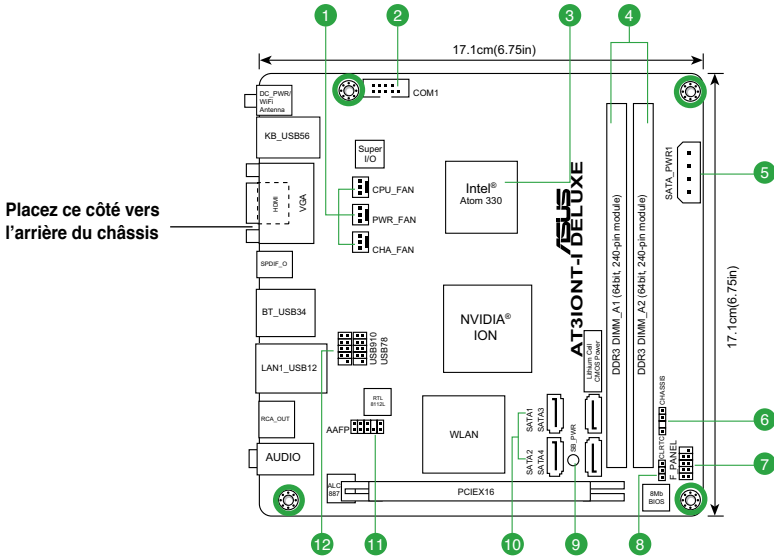 1
2
3
4
17.1cm(6.75in)
DC_PWR/
WiFi
Antenna
COM1
KB_USB56
Super
I/O
CPU_FAN
PWR_FAN
CHA_FAN
Intel®
Atom 330
SATA_PWR1
5
Placez ce côté vers
l'arrière du châssis
HDMI
VGA
ASUS
AT3IONT-I DELUXE
DDR3 DIMM_A1 (64bit, 240-pin module)
DDR3 DIMM_A2 (64bit, 240-pin module)
17.1cm(6.75in)
SPDIF_O
BT_USB34
NVIDIA®
ION
USB910
USB78
Lithium Cell
CMOS Power
LAN1_USB12
RTL
8112L
CHASSIS
6
RCA_OUT
AAFP
WLAN
SATA1
SATA3
SATA2
SATA4
SB_PWR
CLRTC
F_PANEL
7
AUDIO
ALC
887
PCIEX16
8Mb
BIOS
12
11
10
9
8